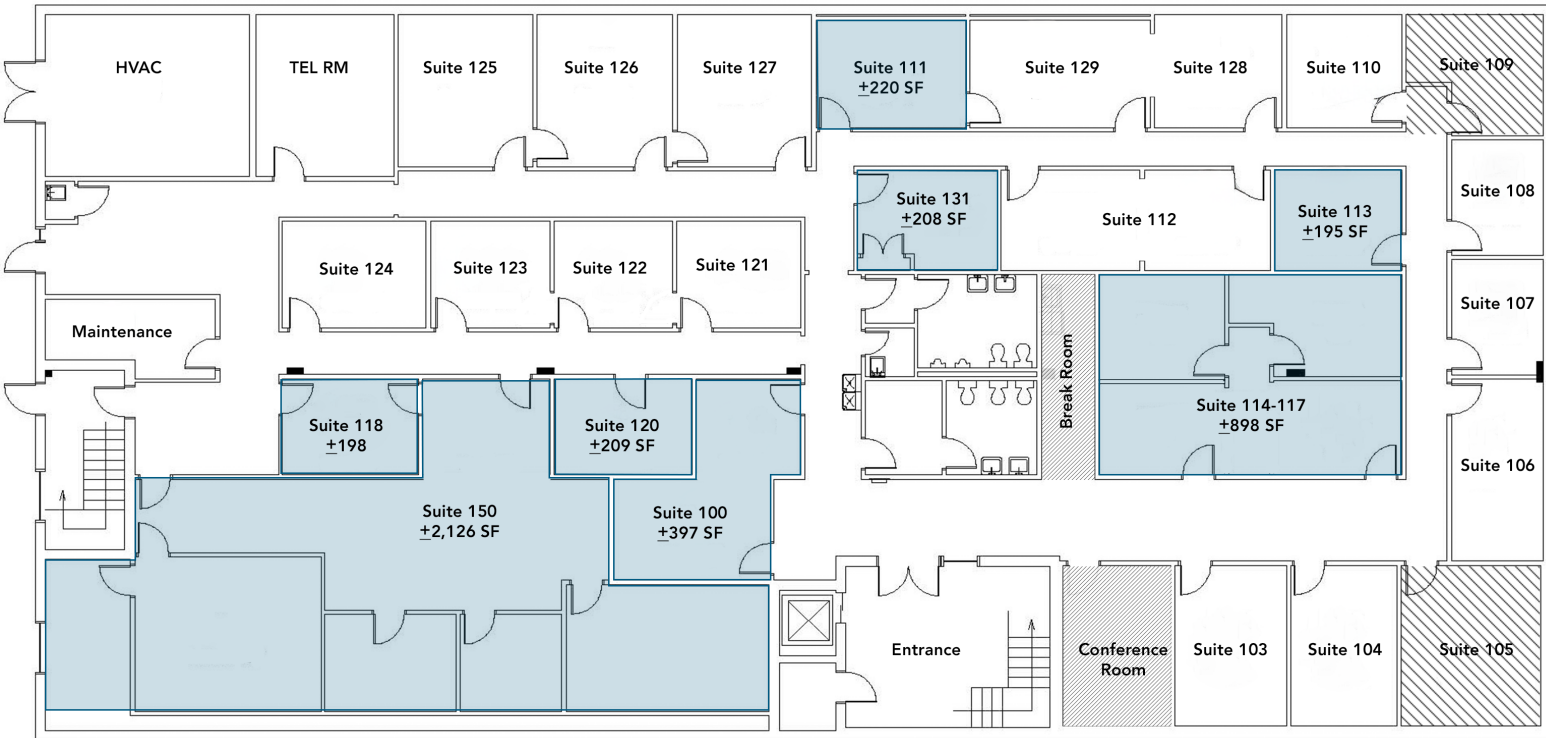 HVAC
TEL RM
Suite 125
Suite 126
Suite 127
Suite 111
±220 SF
Suite 129
Suite 128
Suite 110
Suite 109
Suite 131
±208 SF
Suite 112
Suite 113
±195 SF
Suite 108
Suite 124
Suite 123
Suite 122
Suite 121
Suite 107
Maintenance
Break Room
Suite 118
±198
Suite 120
±209 SF
Suite 114-117
±898 SF
Suite 106
Suite 150
±2,126 SF
Suite 100
±397 SF
Entrance
Conference
Room
Suite 103
Suite 104
Suite 105